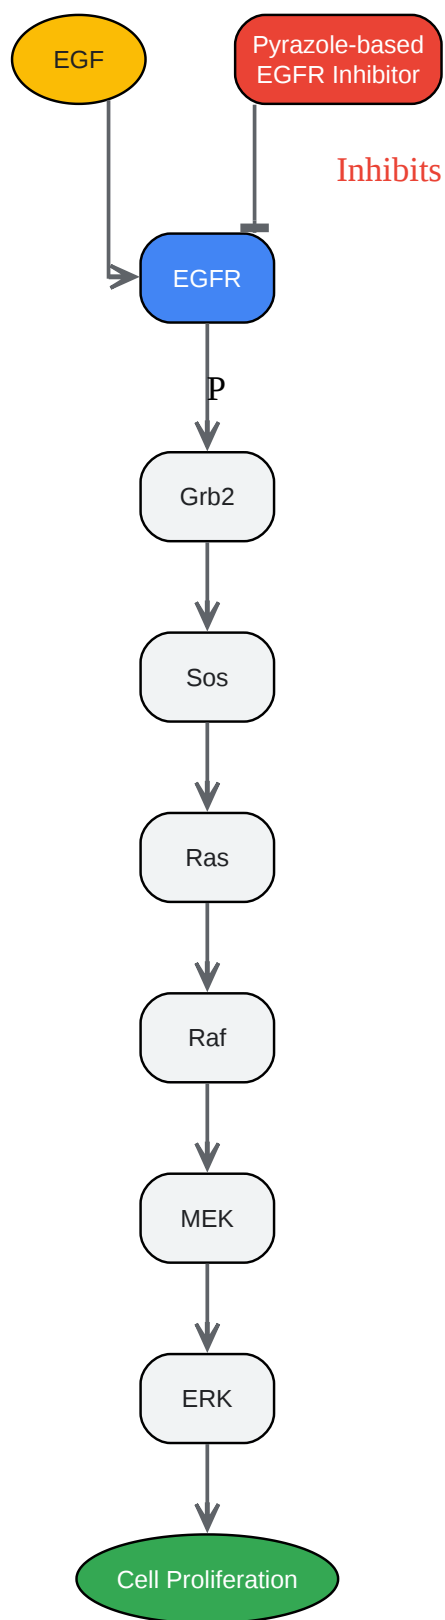 EGF
Pyrazole-based
EGFR Inhibitor
Inhibits
EGFR
P
Grb2
Sos
Ras
Raf
MEK
ERK
Cell Proliferation